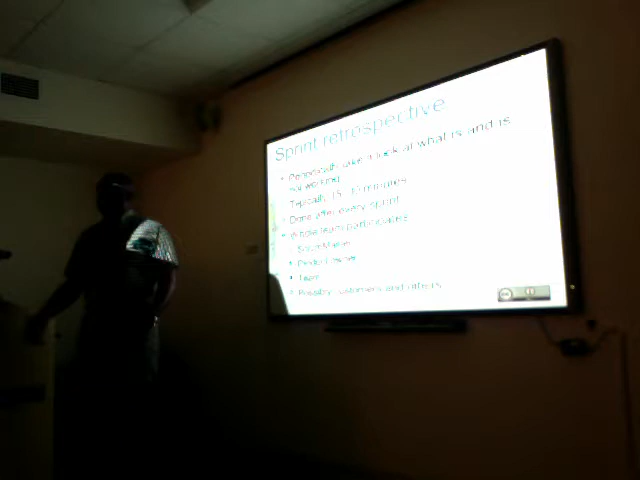 Sprint retrospective
• Periodically take a look at what is and is
not working
Typically 15 - minutes
• Done after every sprint
• Whole team participates
• ScrumMaster
• Product owner
• Team
• Possibly customers and others